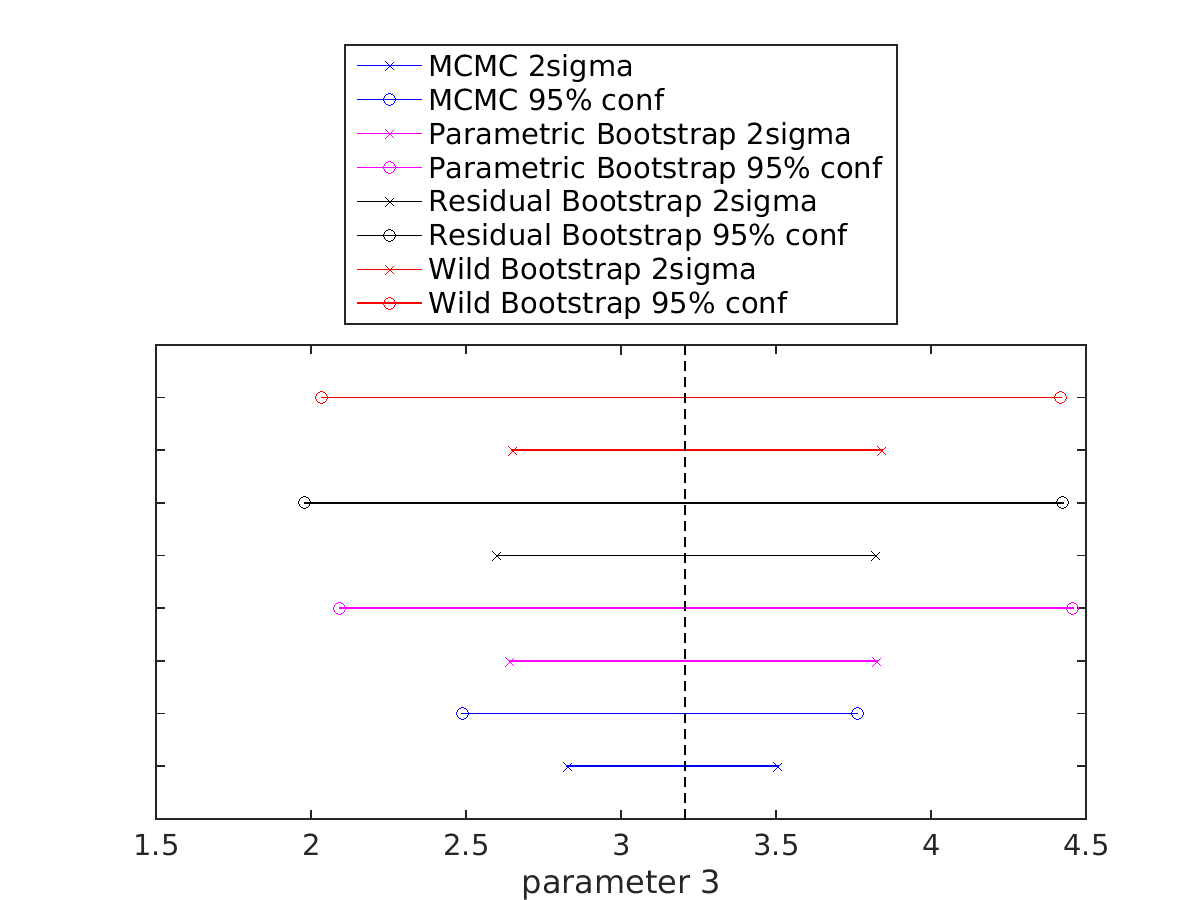 MCMC 2sigma
MCMC 95% conf
Parametric Bootstrap 2sigma
Parametric Bootstrap 95% conf
Residual Bootstrap 2sigma
Residual Bootstrap 95% conf
Wild Bootstrap 2sigma
Wild Bootstrap 95% conf
1.5 2 2.5 3 3.5 4 4.5
parameter 3